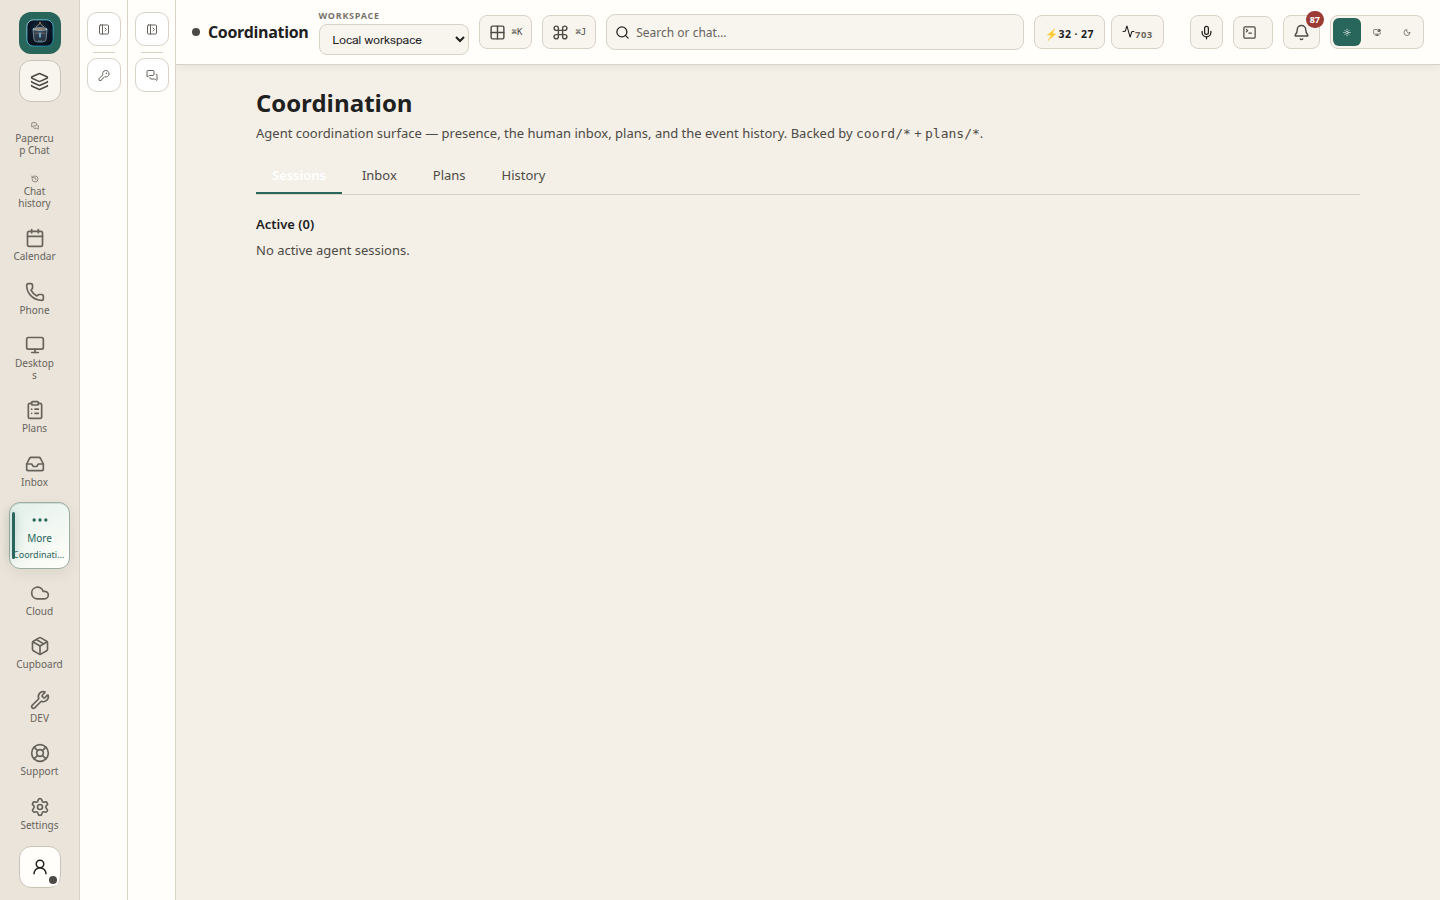 Papercu
p Chat
Chat
history
Calendar
Phone
Desktop
s
Plans
Inbox
More
Coordinati...
Cloud
Cupboard
DEV
Support
Settings
Coordination
WORKSPACE
Local workspace
⌘K
⌘J
Search or chat...
⚡32 · 27
703
87
Coordination
Agent coordination surface — presence, the human inbox, plans, and the event history. Backed by coord/* + plans/*.
Sessions
Inbox
Plans
History
Active (0)
No active agent sessions.